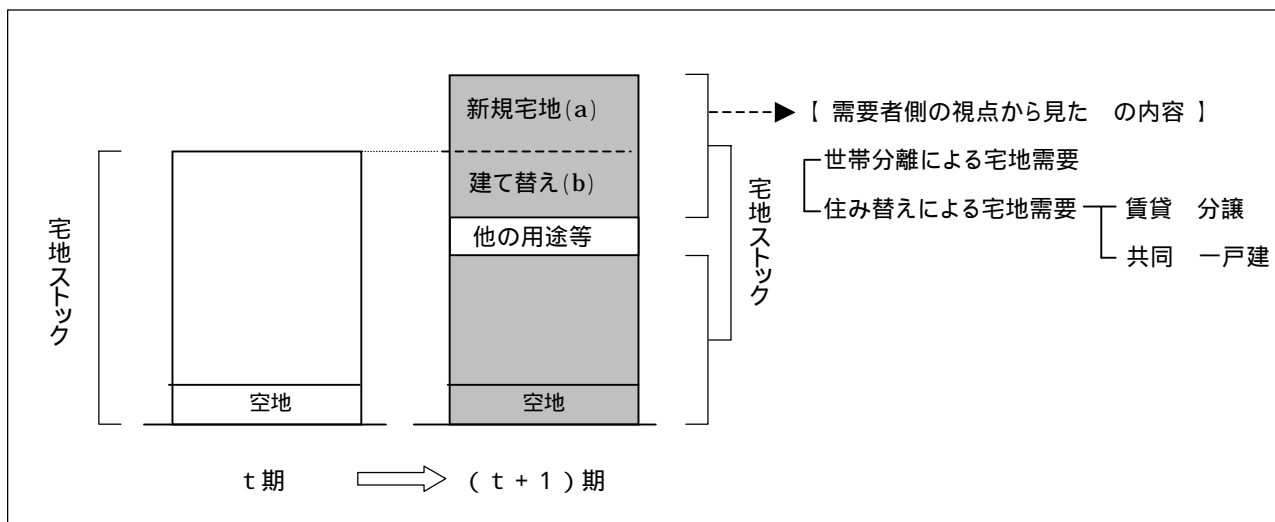 新規宅地(a)
【 需要者側の視点から見た　の内容 】
世帯分離による宅地需要
建て替え(b)
住み替えによる宅地需要
賃貸　分譲
他の用途等
共同　一戸建
宅地ストック
宅地ストック
空地
空地
t 期
( t + 1 ) 期